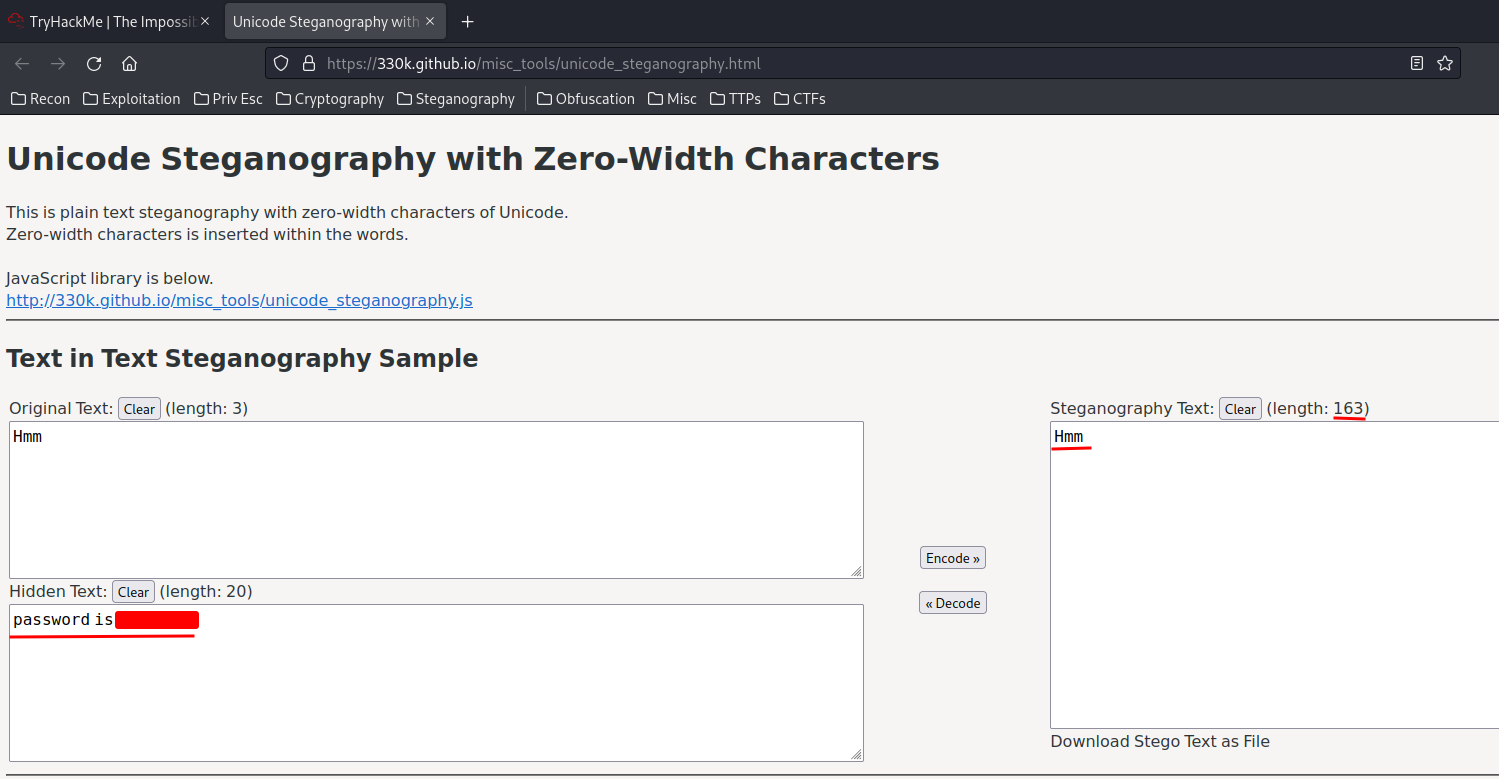 TryHackMe | The Impossib
Unicode Steganography with
https://330k.github.io/misc_tools/unicode_steganography.html
Recon Exploitation Priv Esc Cryptography Steganography Obfuscation Misc TTPs CTFs
Unicode Steganography with Zero-Width Characters
This is plain text steganography with zero-width characters of Unicode.
Zero-width characters is inserted within the words.
JavaScript library is below.
http://330k.github.io/misc_tools/unicode_steganography.js
Text in Text Steganography Sample
Original Text: Clear (length: 3)
Hmm
Hidden Text: Clear (length: 20)
password is
Encode »
« Decode
Steganography Text: Clear (length: 163)
Hmm
Download Stego Text as File